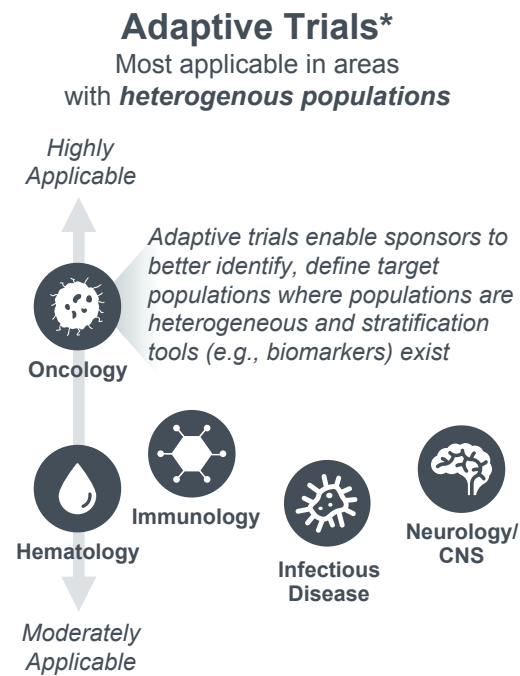 Adaptive Trials*
Most applicable in areas
with heterogenous populations
Highly
Applicable
Adaptive trials enable sponsors to
better identify, define target
populations where populations are
heterogeneous and stratification
tools (e.g., biomarkers) exist
Oncology
Immunology
Hematology
Neurology/
CNS
Infectious
Disease
Moderately
Applicable